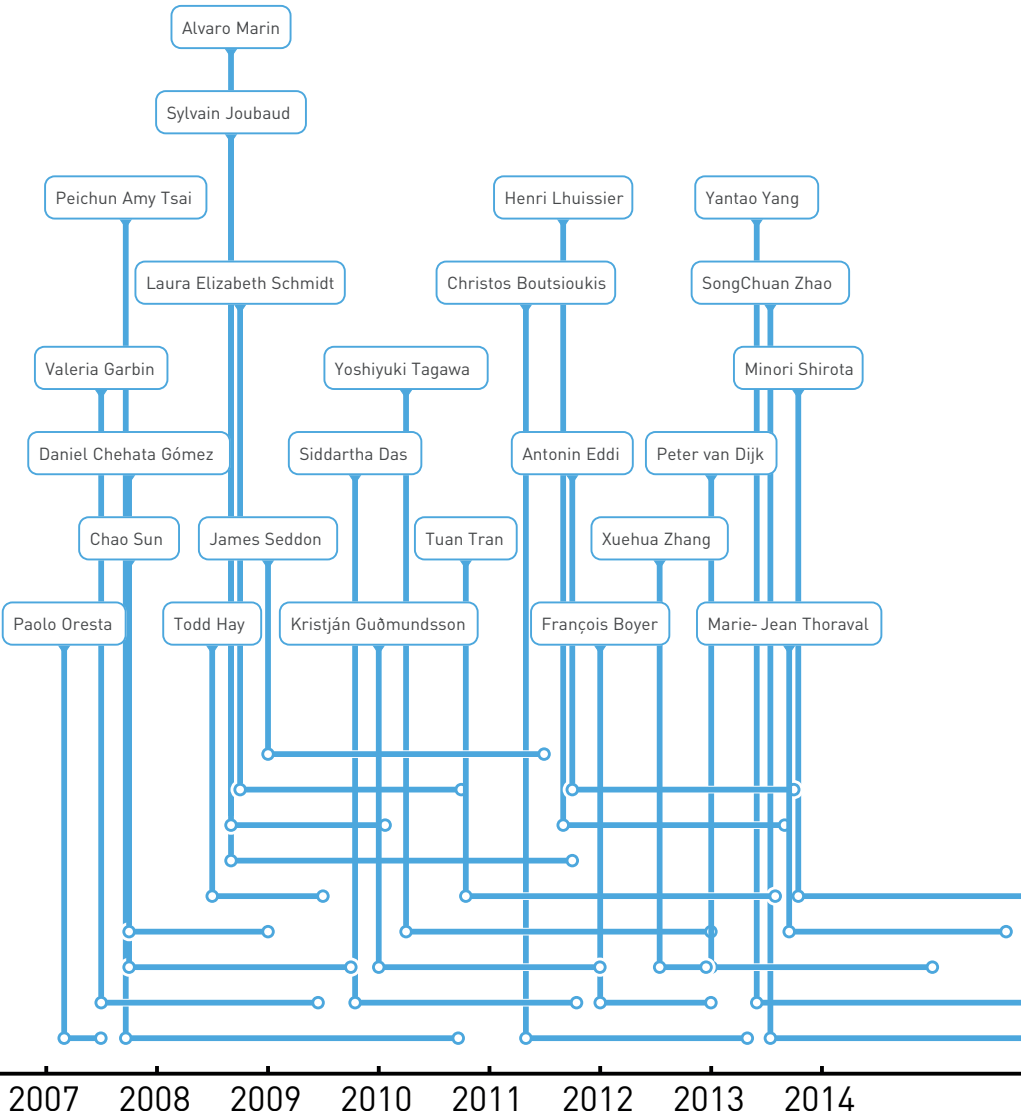 Alvaro Marin
Sylvain Joubaud
Peichun Amy Tsai
Henri Lhuissier
Yantao Yang
Laura Elizabeth Schmidt
Christos Boutsioukis
SongChuan Zhao
Valeria Garbin
Yoshiyuki Tagawa
Minori Shirota
Daniel Chehata Gómez
Siddartha Das
Antonin Eddi
Peter van Dijk
Chao Sun
James Seddon
Tuan Tran
Xuehua Zhang
Paolo Oresta
Todd Hay
Kristján Guðmundsson
François Boyer
Marie-Jean Thoraval
2007 2008 2009 2010 2011 2012 2013 2014